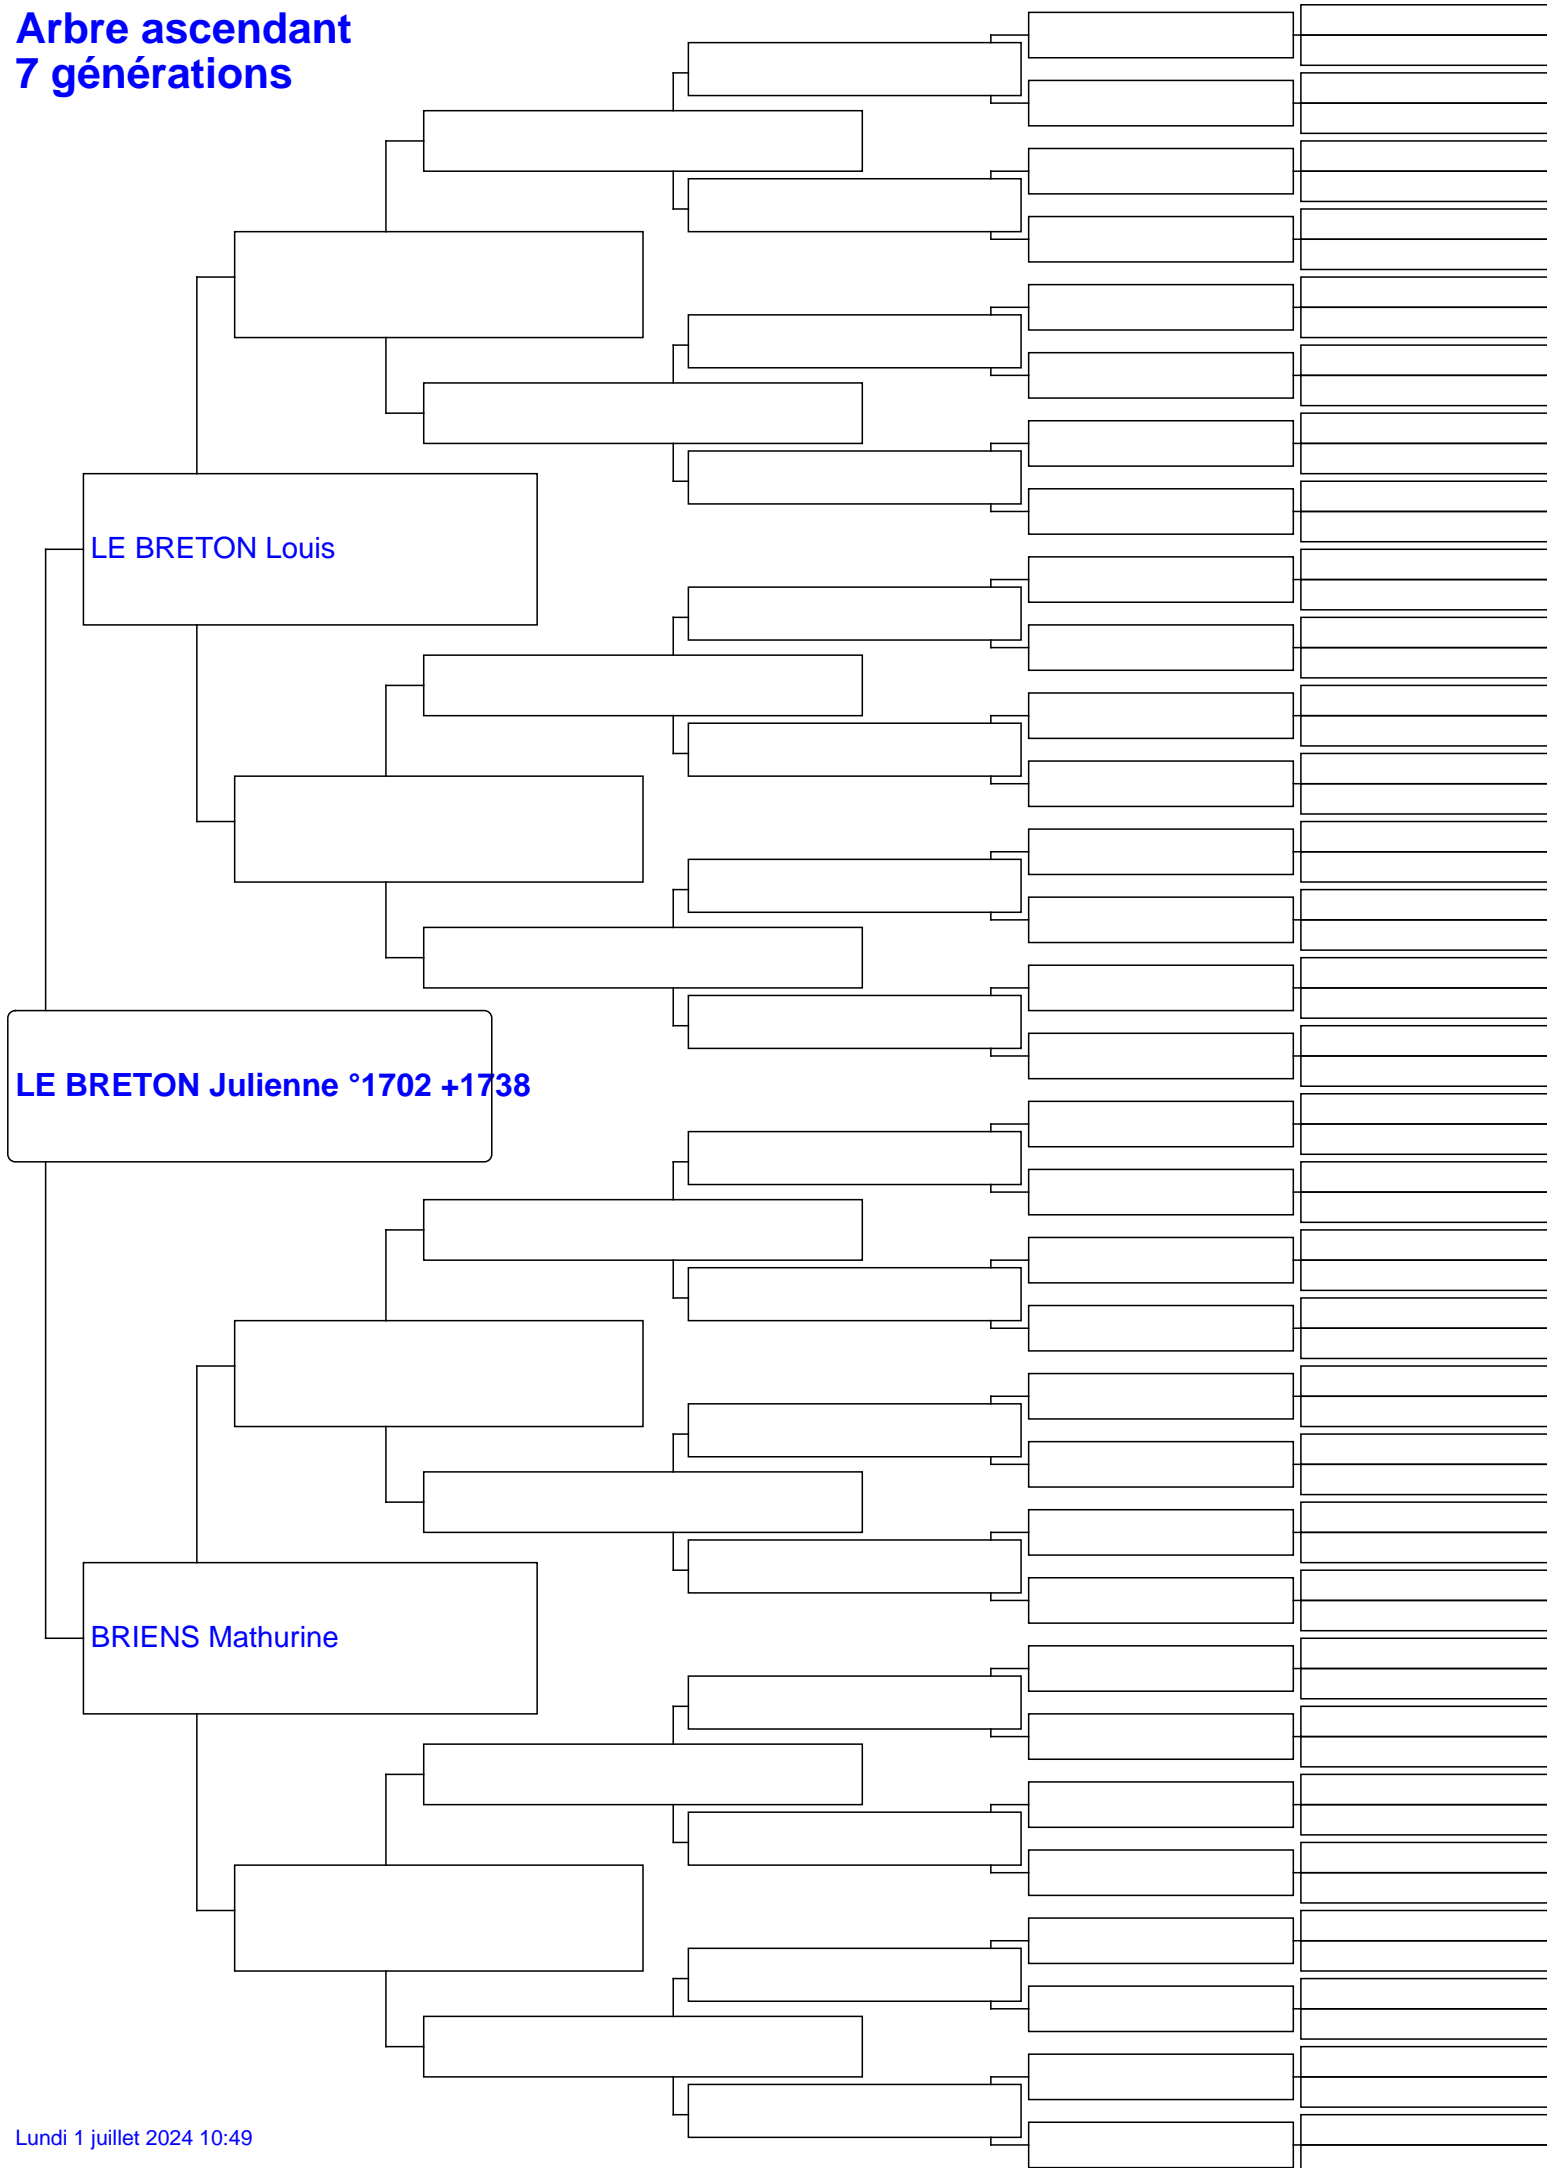 Arbre ascendant
7 générations
LE BRETON Louis
LE BRETON Julienne °1702 +1738
BRIENS Mathurine
Lundi 1 juillet 2024 10:49